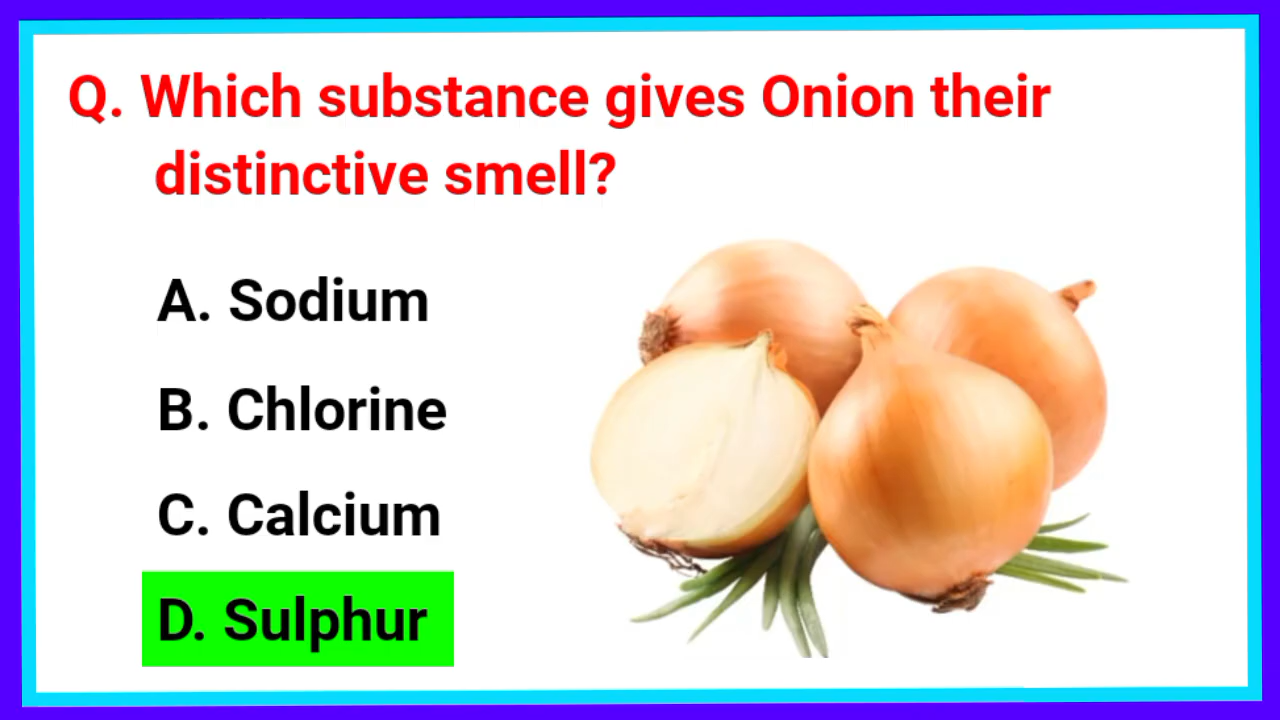 Q. Which substance gives Onion their
distinctive smell?
A. Sodium
B. Chlorine
C. Calcium
D. Sulphur